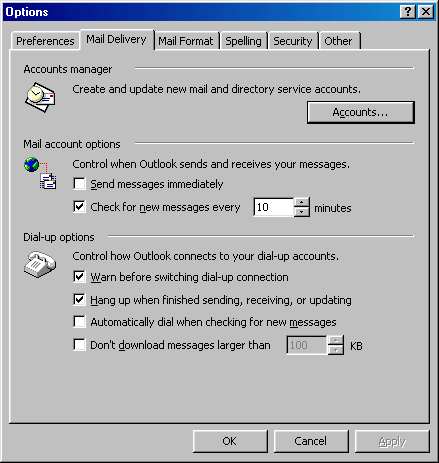 Options
Preferences Mail Delivery Mail Format Spelling Security Other
Accounts manager
Create and update new mail and directory service accounts.
Accounts...
Mail account options
Control when Outlook sends and receives your messages.
Send messages immediately
Check for new messages every 10 minutes
Dial-up options
Control how Outlook connects to your dial-up accounts.
Warn before switching dial-up connection
Hang up when finished sending, receiving, or updating
Automatically dial when checking for new messages
Don't download messages larger than 100 KB
OK Cancel Apply